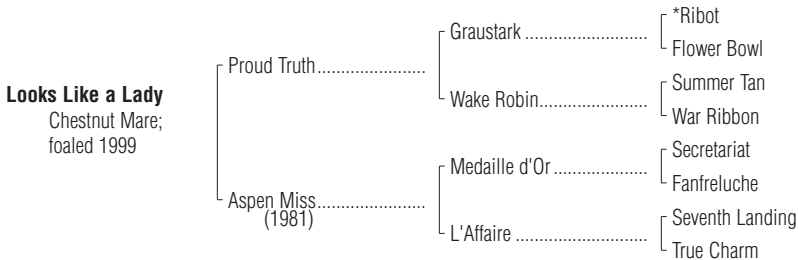 *Ribot
Graustark
Flower Bowl
Proud Truth
Summer Tan
Wake Robin
War Ribbon
Looks Like a Lady
Chestnut Mare;
foaled 1999
Secretariat
Medaille d'Or
Fanfreluche
Aspen Miss
(1981)
Seventh Landing
L'Affaire
True Charm